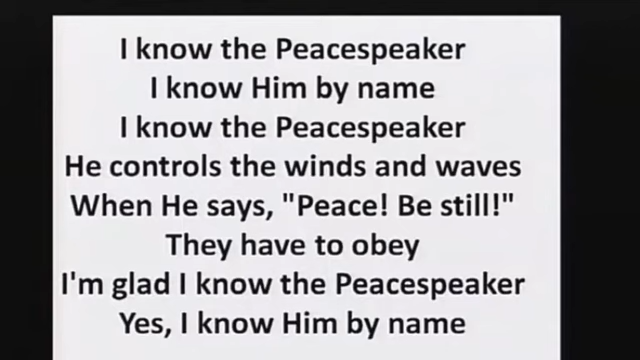 I know the Peacespeaker
I know Him by name
I know the Peacespeaker
He controls the winds and waves
When He says, "Peace! Be still!"
They have to obey
I'm glad I know the Peacespeaker
Yes, I know Him by name